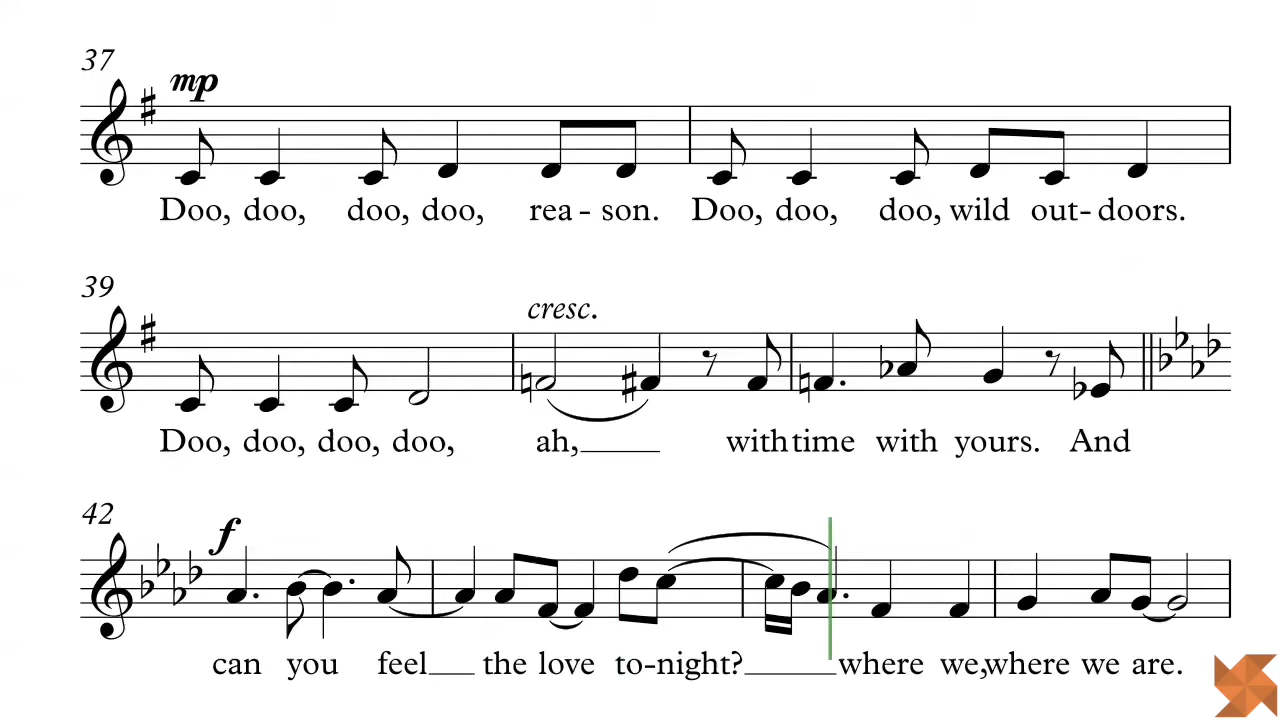 37
mp
Doo, doo, doo, doo, rea - son. Doo, doo, doo, wild out - doors.
39
cresc.
Doo, doo, doo, doo, ah, with time with yours. And
42
f
can you feel the love to - night? where we, where we are.